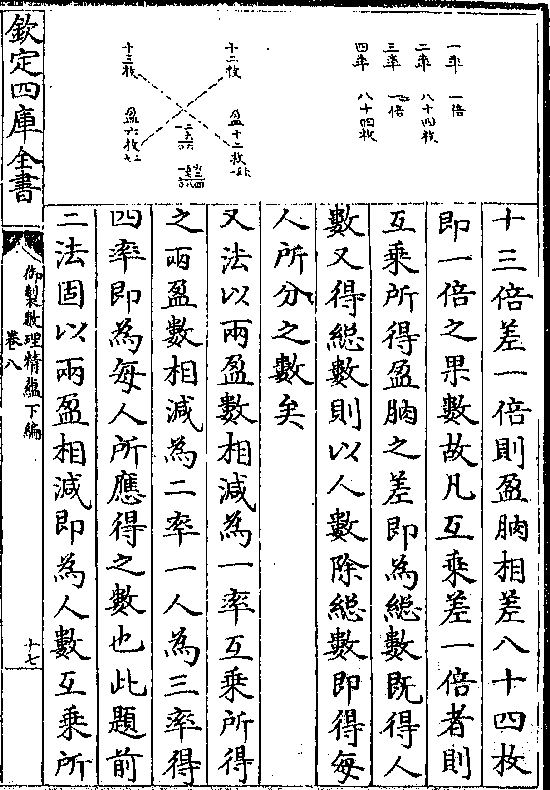 一率　一倍
二率　八十四枚
三率　一倍
四率　八十四枚
十二枚　盈十二枚
十三枚　盈六枚七二
十三倍差一倍則盈朒相差八十四枚
即一倍之果數故凡互乘差一倍者則
互乘所得盈朒之差即為總數既得人
數又得總數則以人數除總數即得每
人所分之數矣
又法以兩盈數相減為一率互乘所得
之兩盈數相減為二率一人為三率得
四率即為每人所應得之數也此題前
二法固以兩盈相減即為人數互乘所
欽定四庫全書
御製數理精蘊下編
卷八
十七